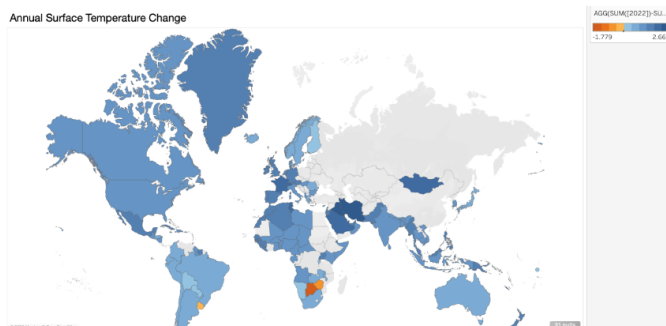 Annual Surface Temperature Change
AGG(SUM([2022])-SU...
-1.779
2.66